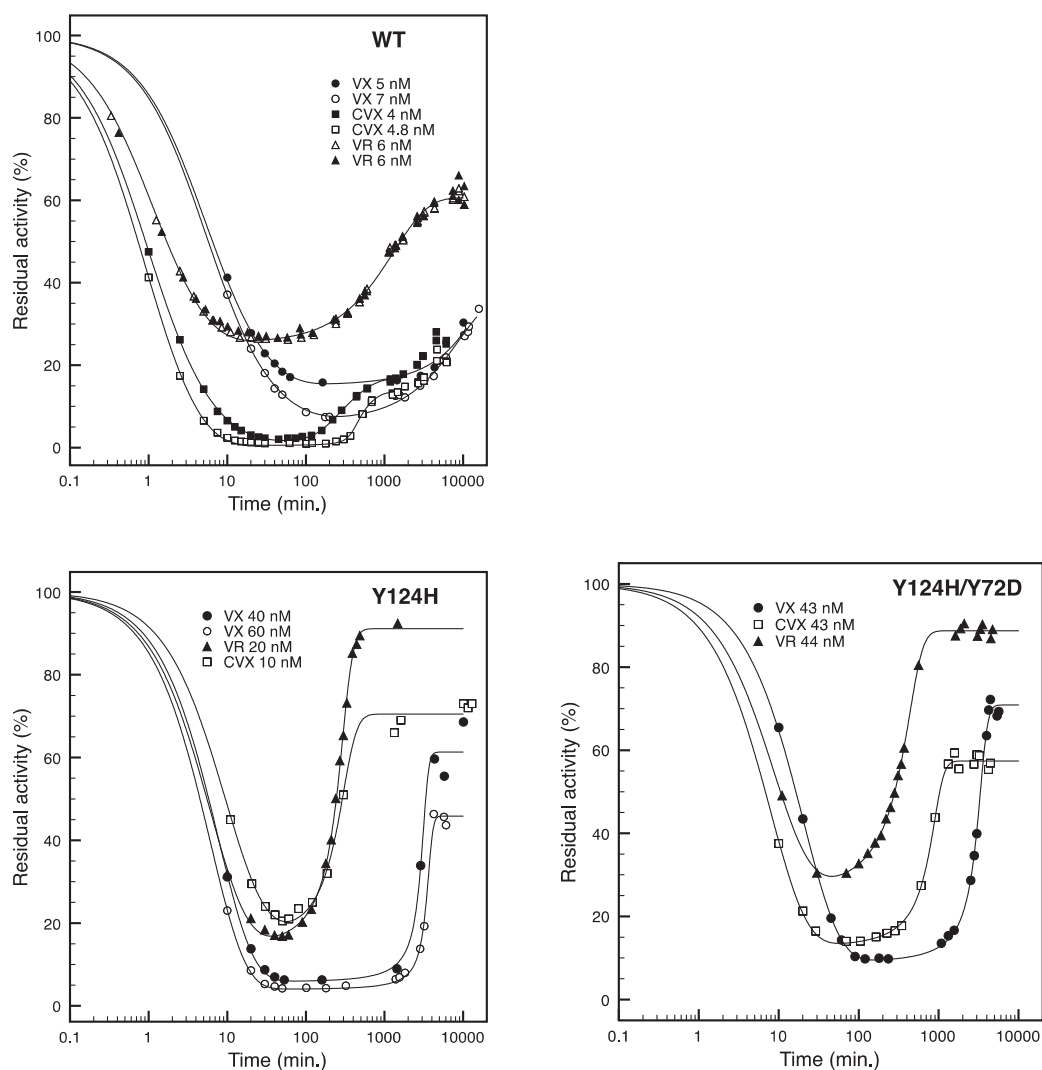 WT
VX 5 nM
VX 7 nM
CVX 4 nM
CVX 4.8 nM
VR 6 nM
VR 6 nM
Residual activity (%)
100
80
60
40
20
0
0.1 1 10 100 1000 10000
Time (min.)
Y124H
VX 40 nM
VX 60 nM
VR 20 nM
CVX 10 nM
Residual activity (%)
100
80
60
40
20
0
0.1 1 10 100 1000 10000
Time (min.)
Y124H/Y72D
VX 43 nM
CVX 43 nM
VR 44 nM
Residual activity (%)
100
80
60
40
20
0
0.1 1 10 100 1000 10000
Time (min.)